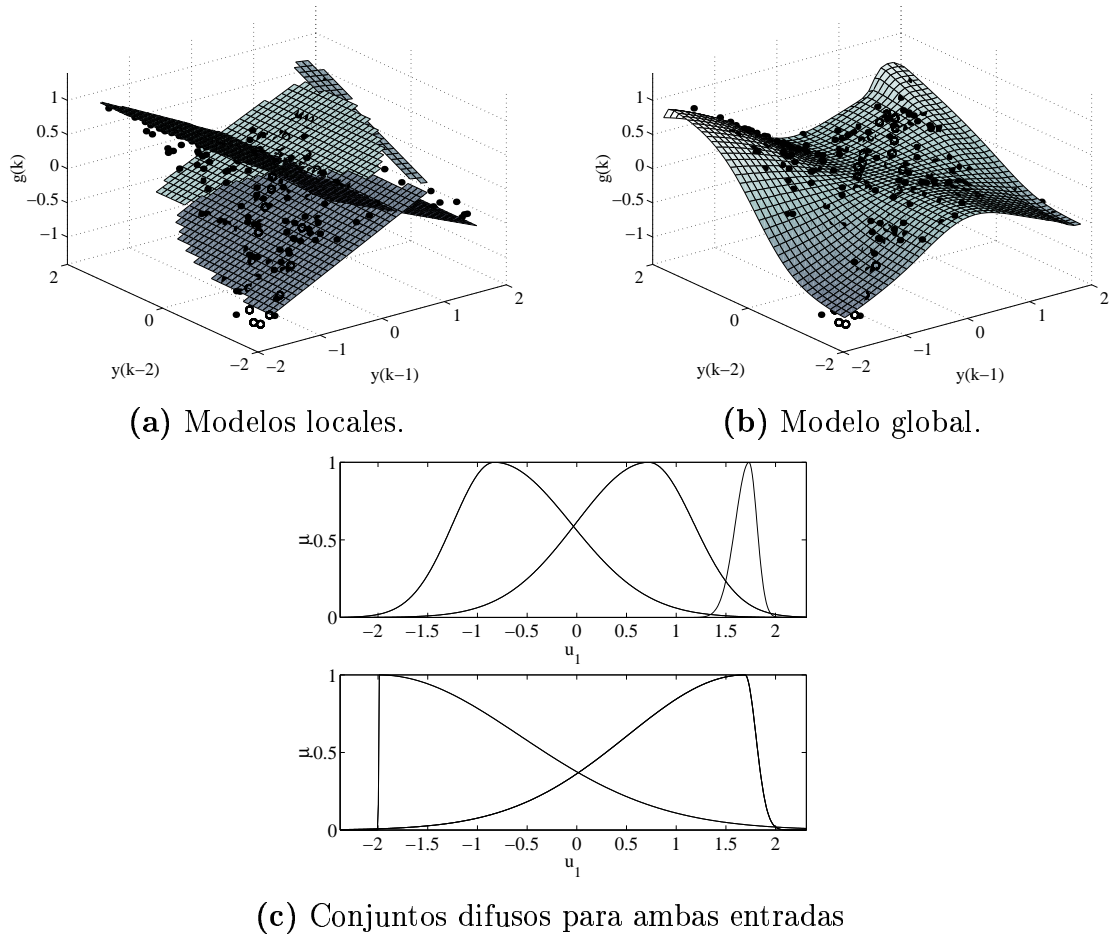 1
0.5
0
−0.5
−1
g(k)
2
0
−2
y(k−2)
−2
−1
0
1
2
y(k−1)
(a) Modelos locales.
1
0.5
0
−0.5
−1
g(k)
2
0
−2
y(k−2)
−2
−1
0
1
2
y(k−1)
(b) Modelo global.
1
0.5
0
μ
−2 −1.5 −1 −0.5 0 0.5 1 1.5 2
u1
1
0.5
0
μ
−2 −1.5 −1 −0.5 0 0.5 1 1.5 2
u1
(c) Conjuntos difusos para ambas entradas